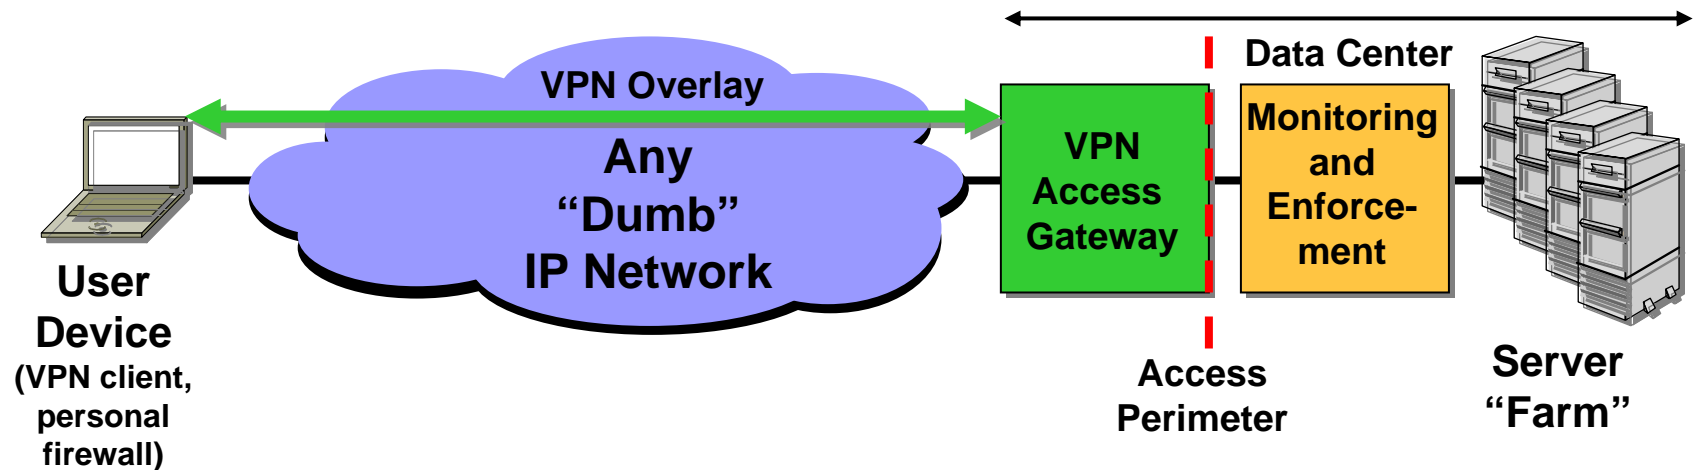 VPN Overlay
Any
“Dumb”
IP Network
User
Device
(VPN client,
personal
firewall)
VPN
Access
Gateway
Access
Perimeter
Data Center
Monitoring
and
Enforce-
ment
Server
“Farm”